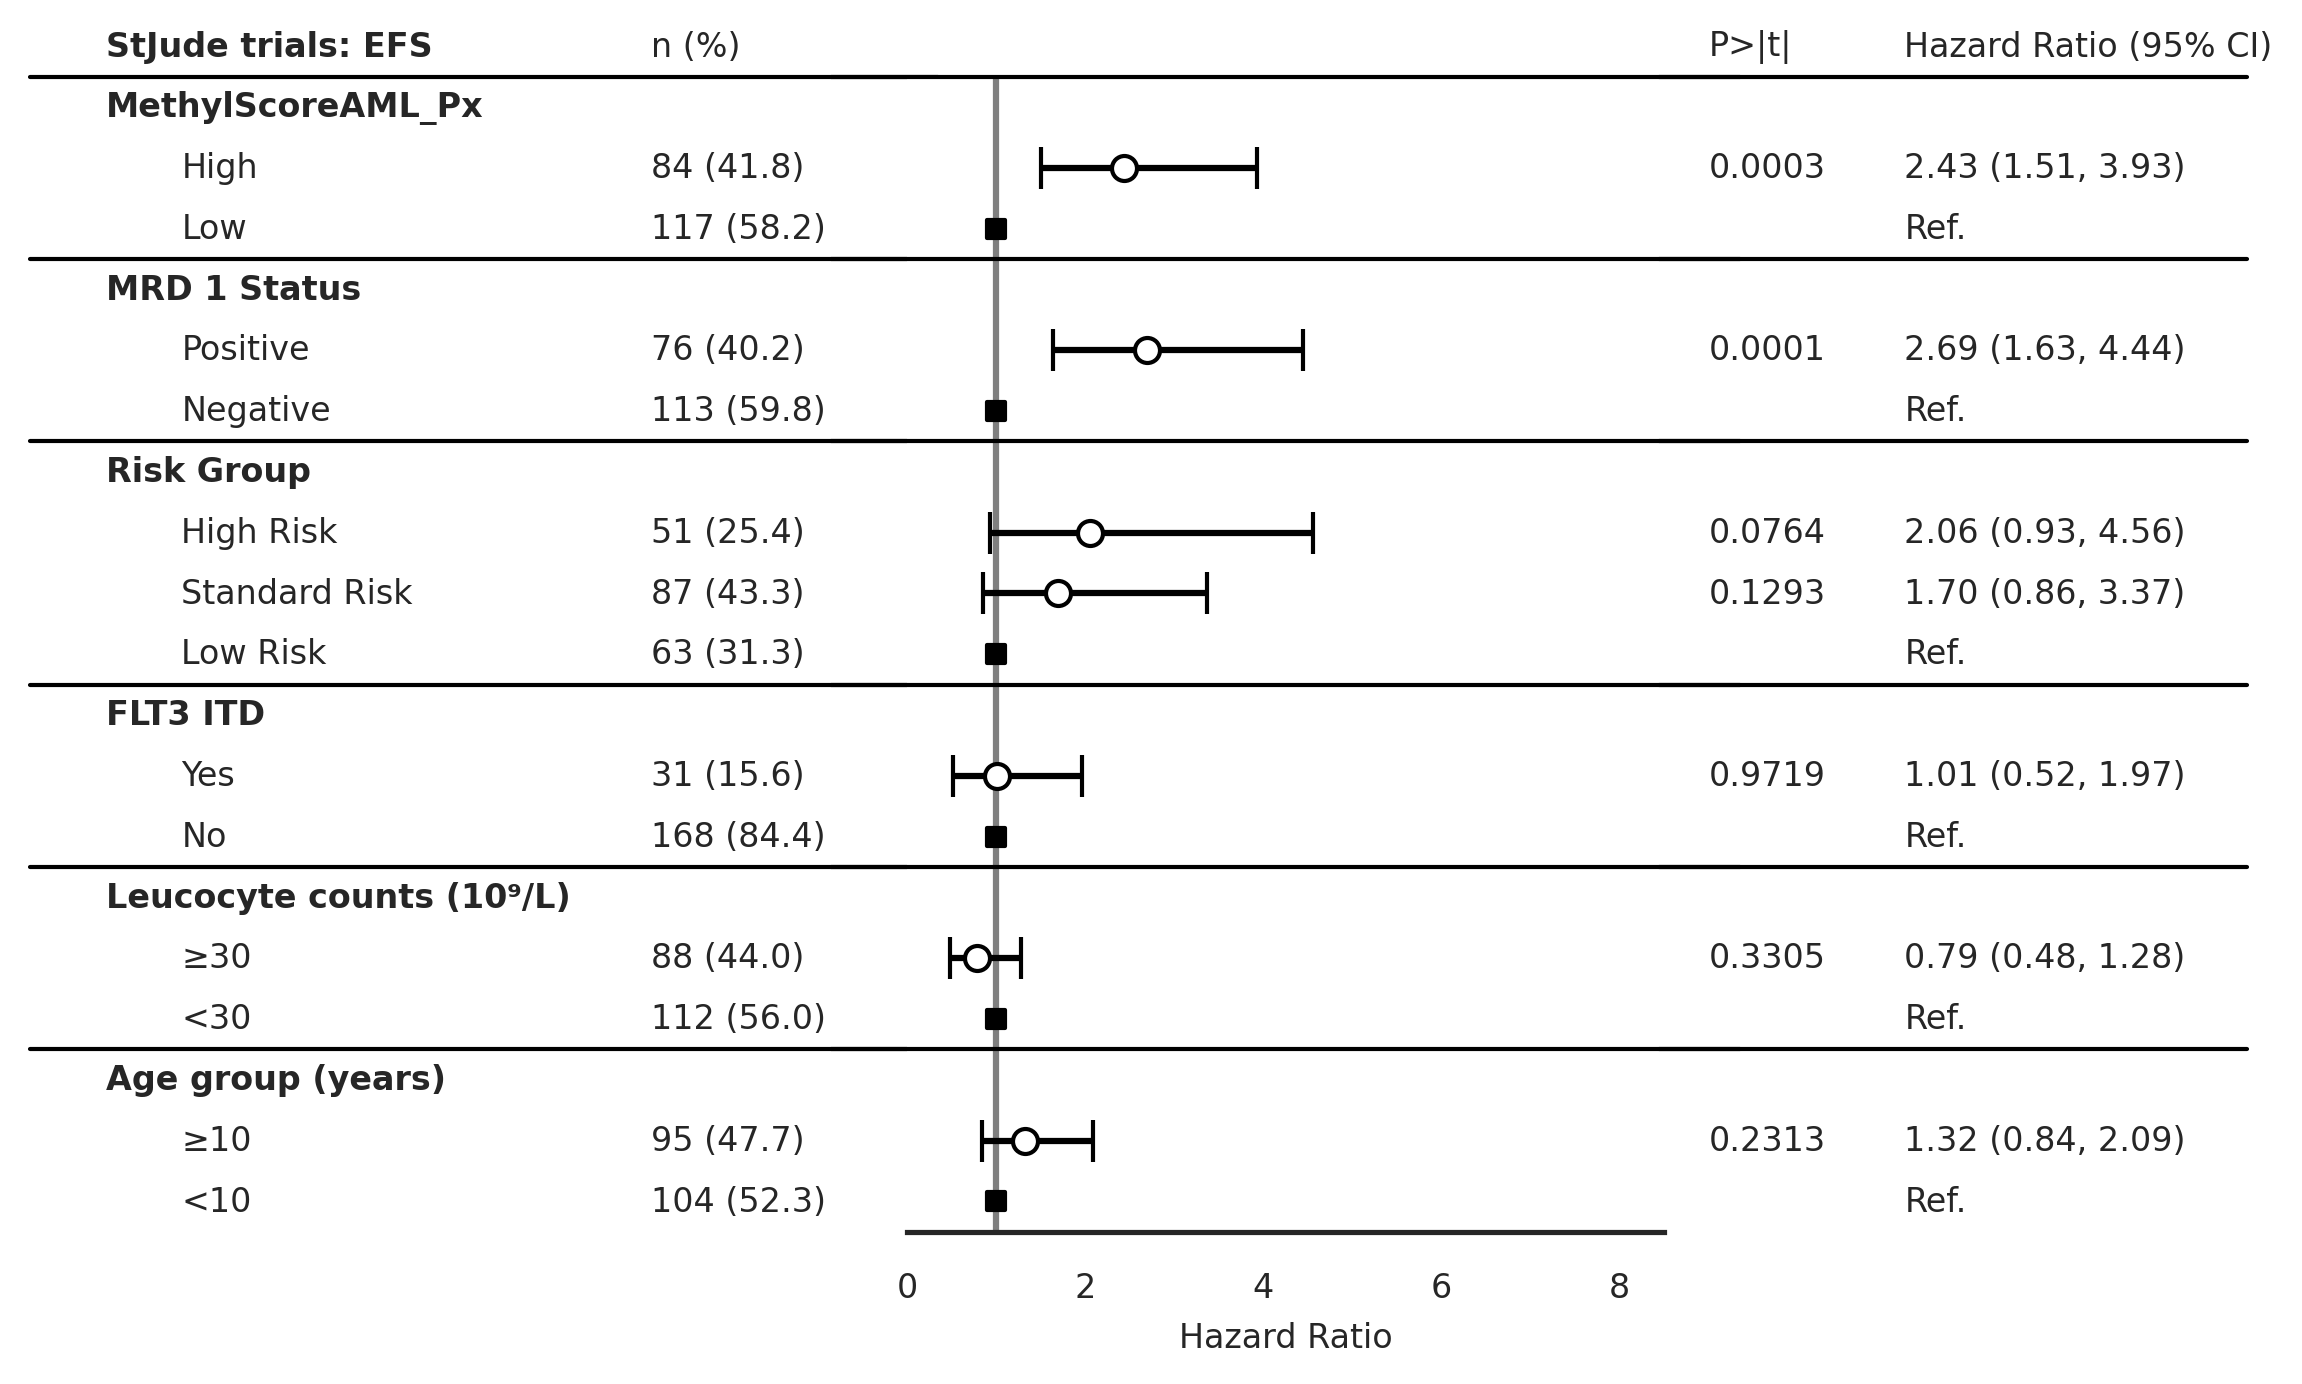 StJude trials: EFS n (%) P>|t| Hazard Ratio (95% CI)
MethylScoreAML_Px
High 84 (41.8) 0.0003 2.43 (1.51, 3.93)
Low 117 (58.2) Ref.
MRD 1 Status
Positive 76 (40.2) 0.0001 2.69 (1.63, 4.44)
Negative 113 (59.8) Ref.
Risk Group
High Risk 51 (25.4) 0.0764 2.06 (0.93, 4.56)
Standard Risk 87 (43.3) 0.1293 1.70 (0.86, 3.37)
Low Risk 63 (31.3) Ref.
FLT3 ITD
Yes 31 (15.6) 0.9719 1.01 (0.52, 1.97)
No 168 (84.4) Ref.
Leucocyte counts (10⁹/L)
≥30 88 (44.0) 0.3305 0.79 (0.48, 1.28)
<30 112 (56.0) Ref.
Age group (years)
≥10 95 (47.7) 0.2313 1.32 (0.84, 2.09)
<10 104 (52.3) Ref.
0 2 4 6 8
Hazard Ratio